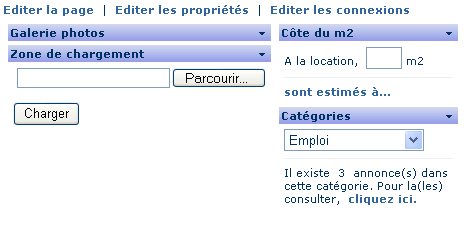 Editer la page | Editer les propriétés | Editer les connexions
Galerie photos
Zone de chargement
Parcourir...
Charger
Côte du m2
A la location, m2
sont estimés à...
Catégories
Emploi
Il existe 3 annonce(s) dans
cette catégorie. Pour la(les)
consulter, cliquez ici.